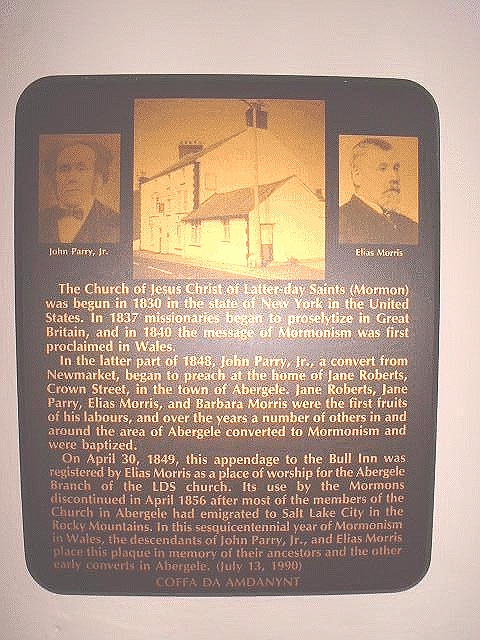 John Parry, Jr.
Elias Morris
The Church of Jesus Christ of Latter-day Saints (Mormon)
was begun in 1830 in the state of New York in the United
States. In 1837 missionaries began to proselytize in Great
Britain, and in 1840 the message of Mormonism was first
proclaimed in Wales.
In the latter part of 1848, John Parry, Jr., a convert from
Newmarket, began to preach at the home of Jane Roberts,
Crown Street, in the town of Abergele. Jane Roberts, Jane
Parry, Elias Morris, and Barbara Morris were the first fruits
of his labours, and over the years a number of others in and
around the area of Abergele converted to Mormonism and
were baptized.
On April 30, 1849, this appendage to the Bull Inn was
registered by Elias Morris as a place of worship for the Abergele
Branch of the LDS church. Its use by the Mormons
discontinued in April 1856 after most of the members of the
Church in Abergele had emigrated to Salt Lake City in the
Rocky Mountains. In this sesquicentennial year of Mormonism
in Wales, the descendants of John Parry, Jr., and Elias Morris
place this plaque in memory of their ancestors and the other
early converts in Abergele. (July 13, 1990)
COFFA DA AMDANYNT